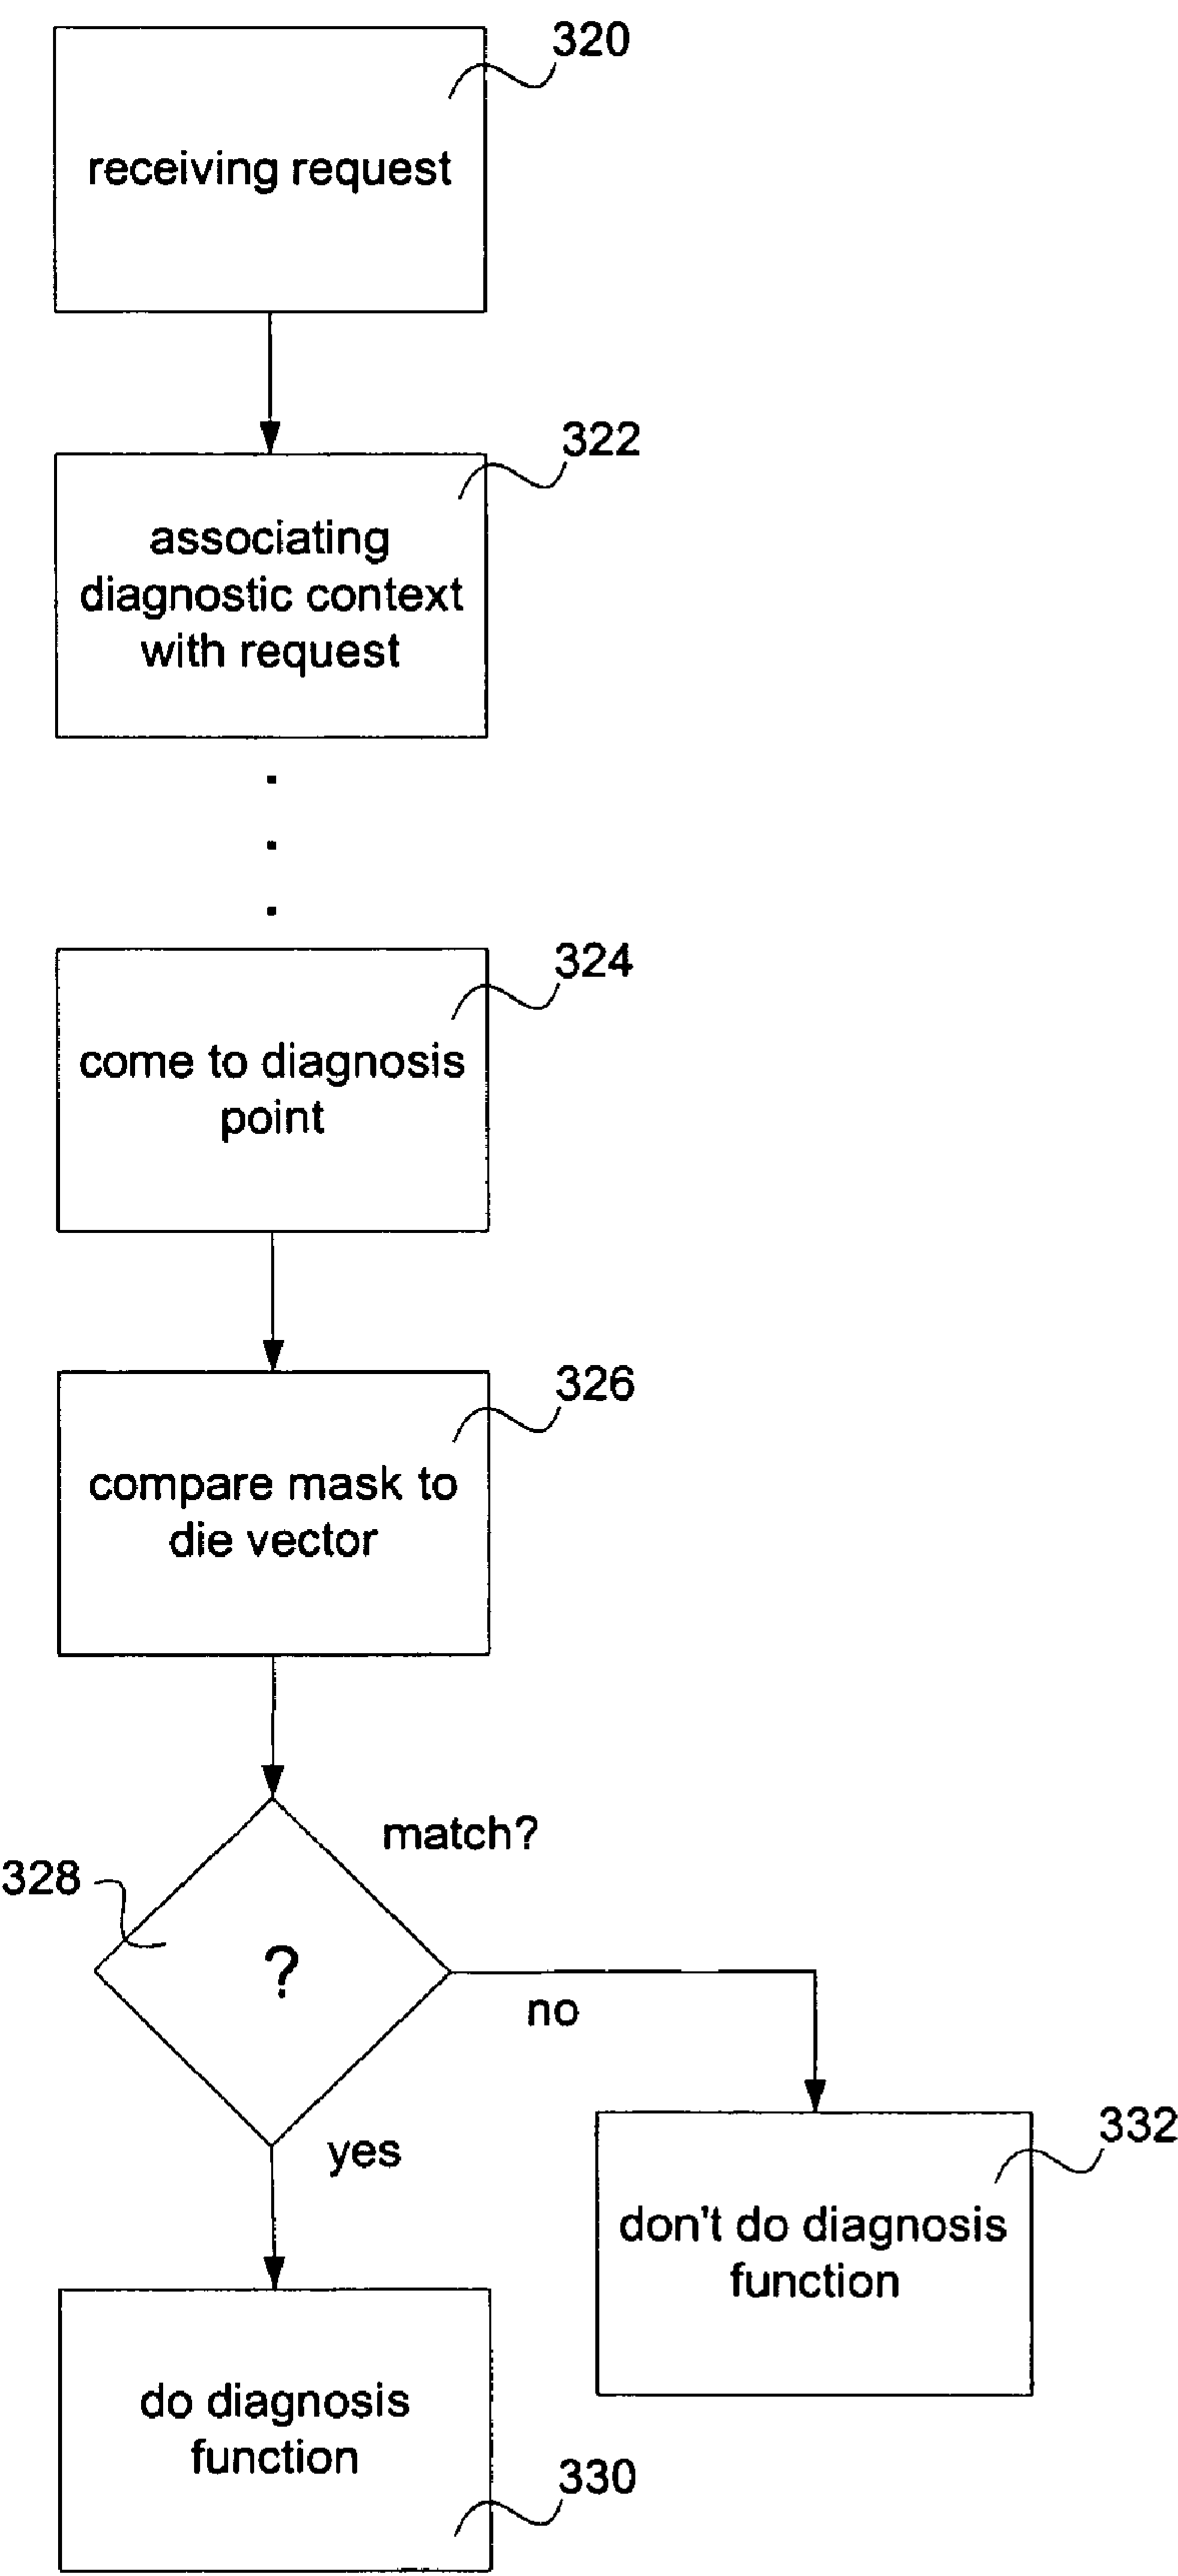 320
receiving request
322
associating
diagnostic context
with request
324
come to diagnosis
point
326
compare mask to
die vector
match?
328
?
no
yes
332
don't do diagnosis
function
do diagnosis
function
330